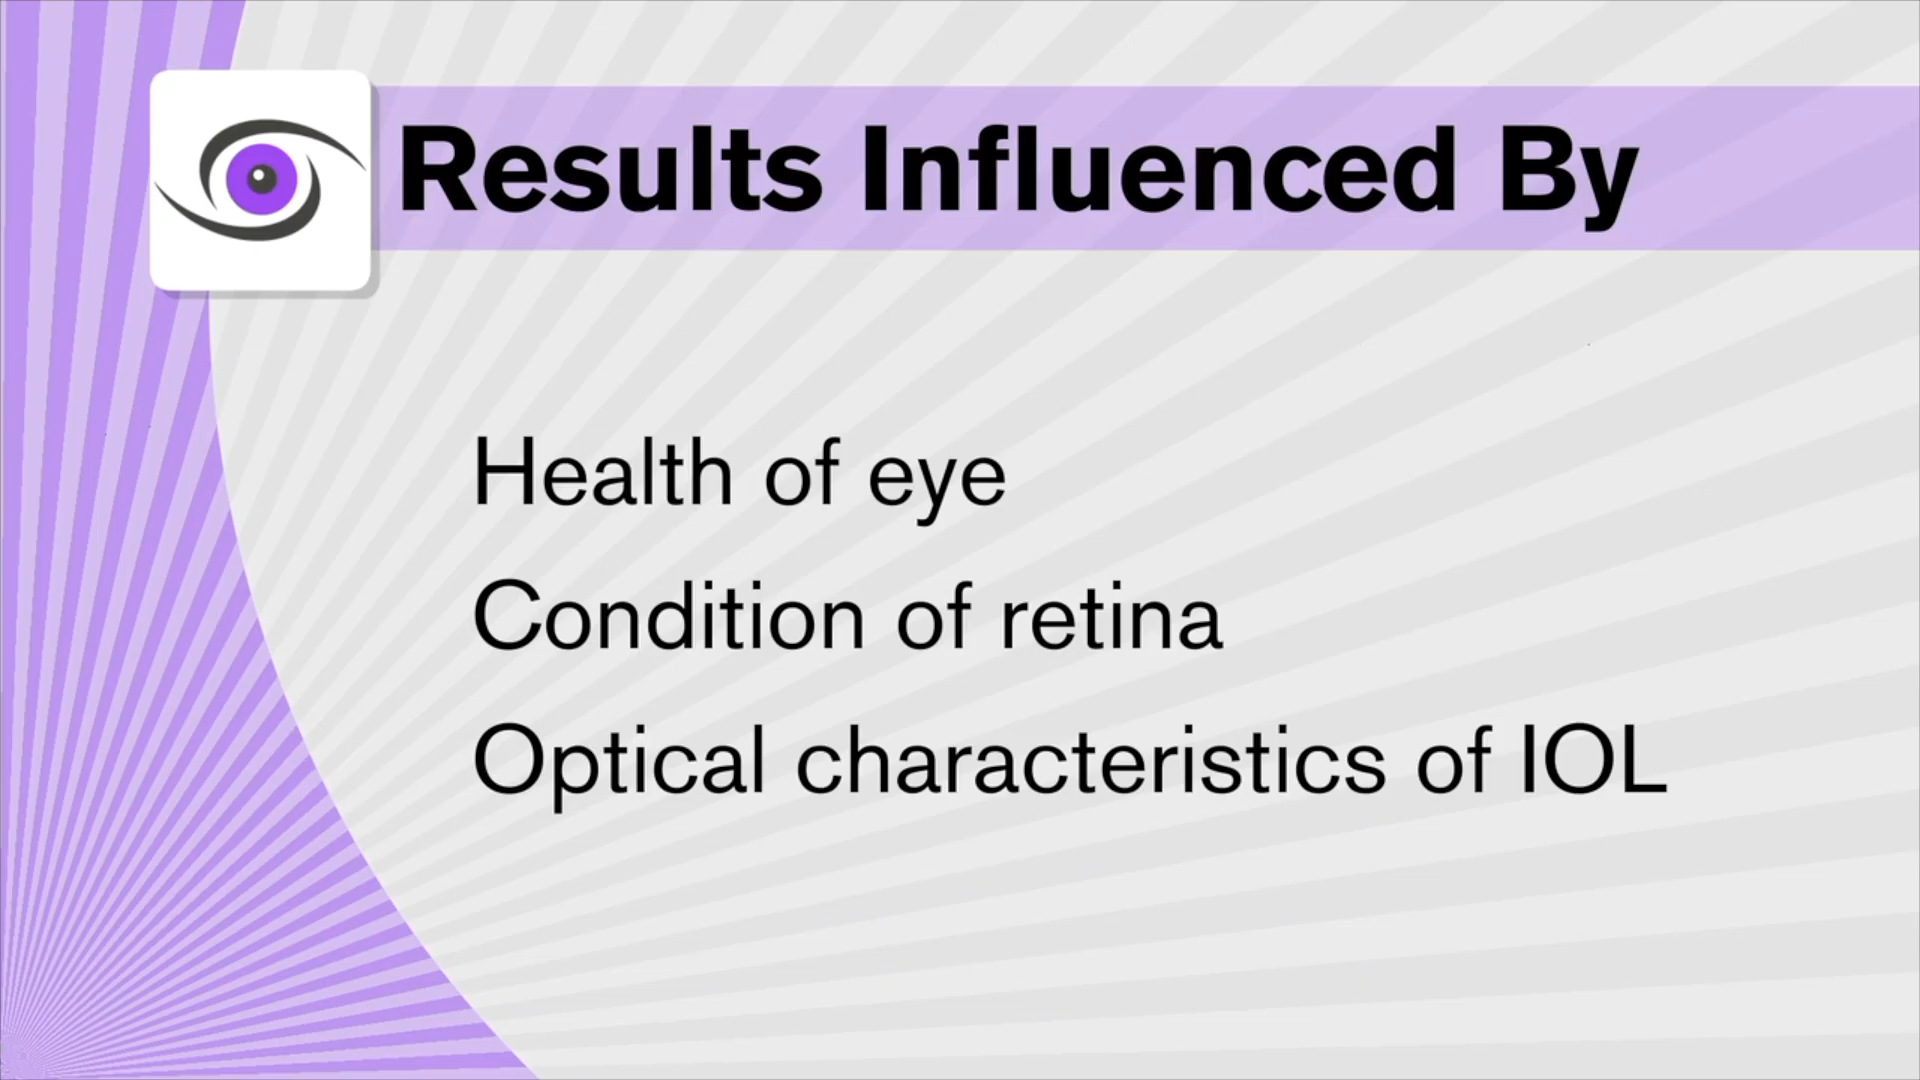 Results Influenced By
Health of eye
Condition of retina
Optical characteristics of IOL